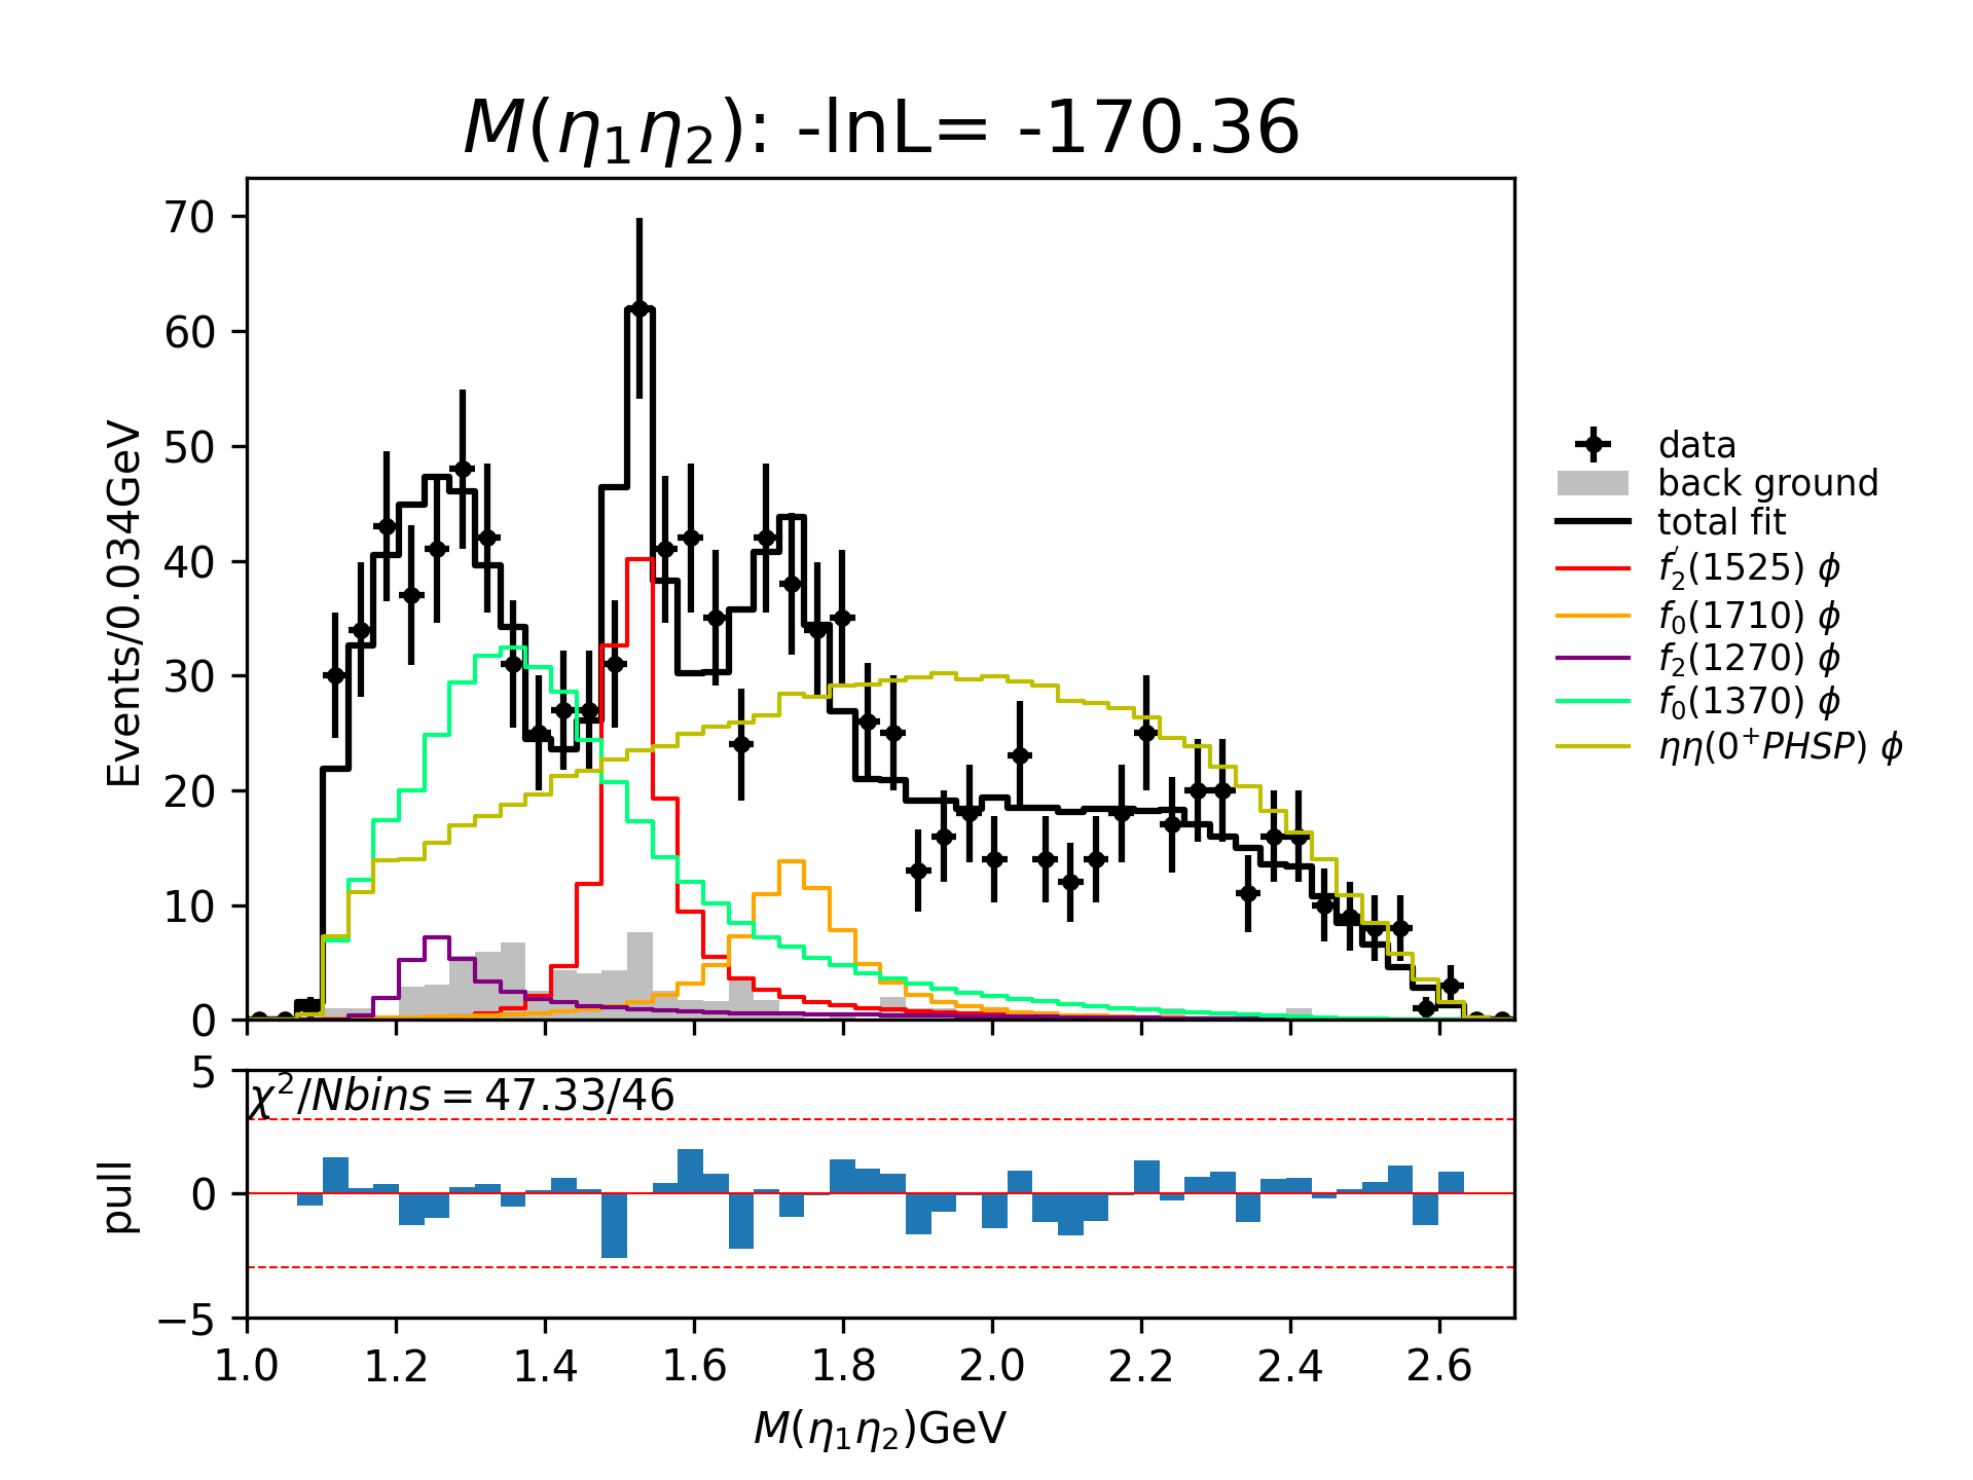 M(η₁η₂): -lnL= -170.36
Events/0.034GeV
70
60
50
40
30
20
10
0
data
back ground
total fit
f₂′(1525) ϕ
f₀(1710) ϕ
f₂(1270) ϕ
f₀(1370) ϕ
ηη(0⁺PHSP) ϕ
χ²/Nbins = 47.33/46
pull
5
0
−5
1.0 1.2 1.4 1.6 1.8 2.0 2.2 2.4 2.6
M(η₁η₂)GeV